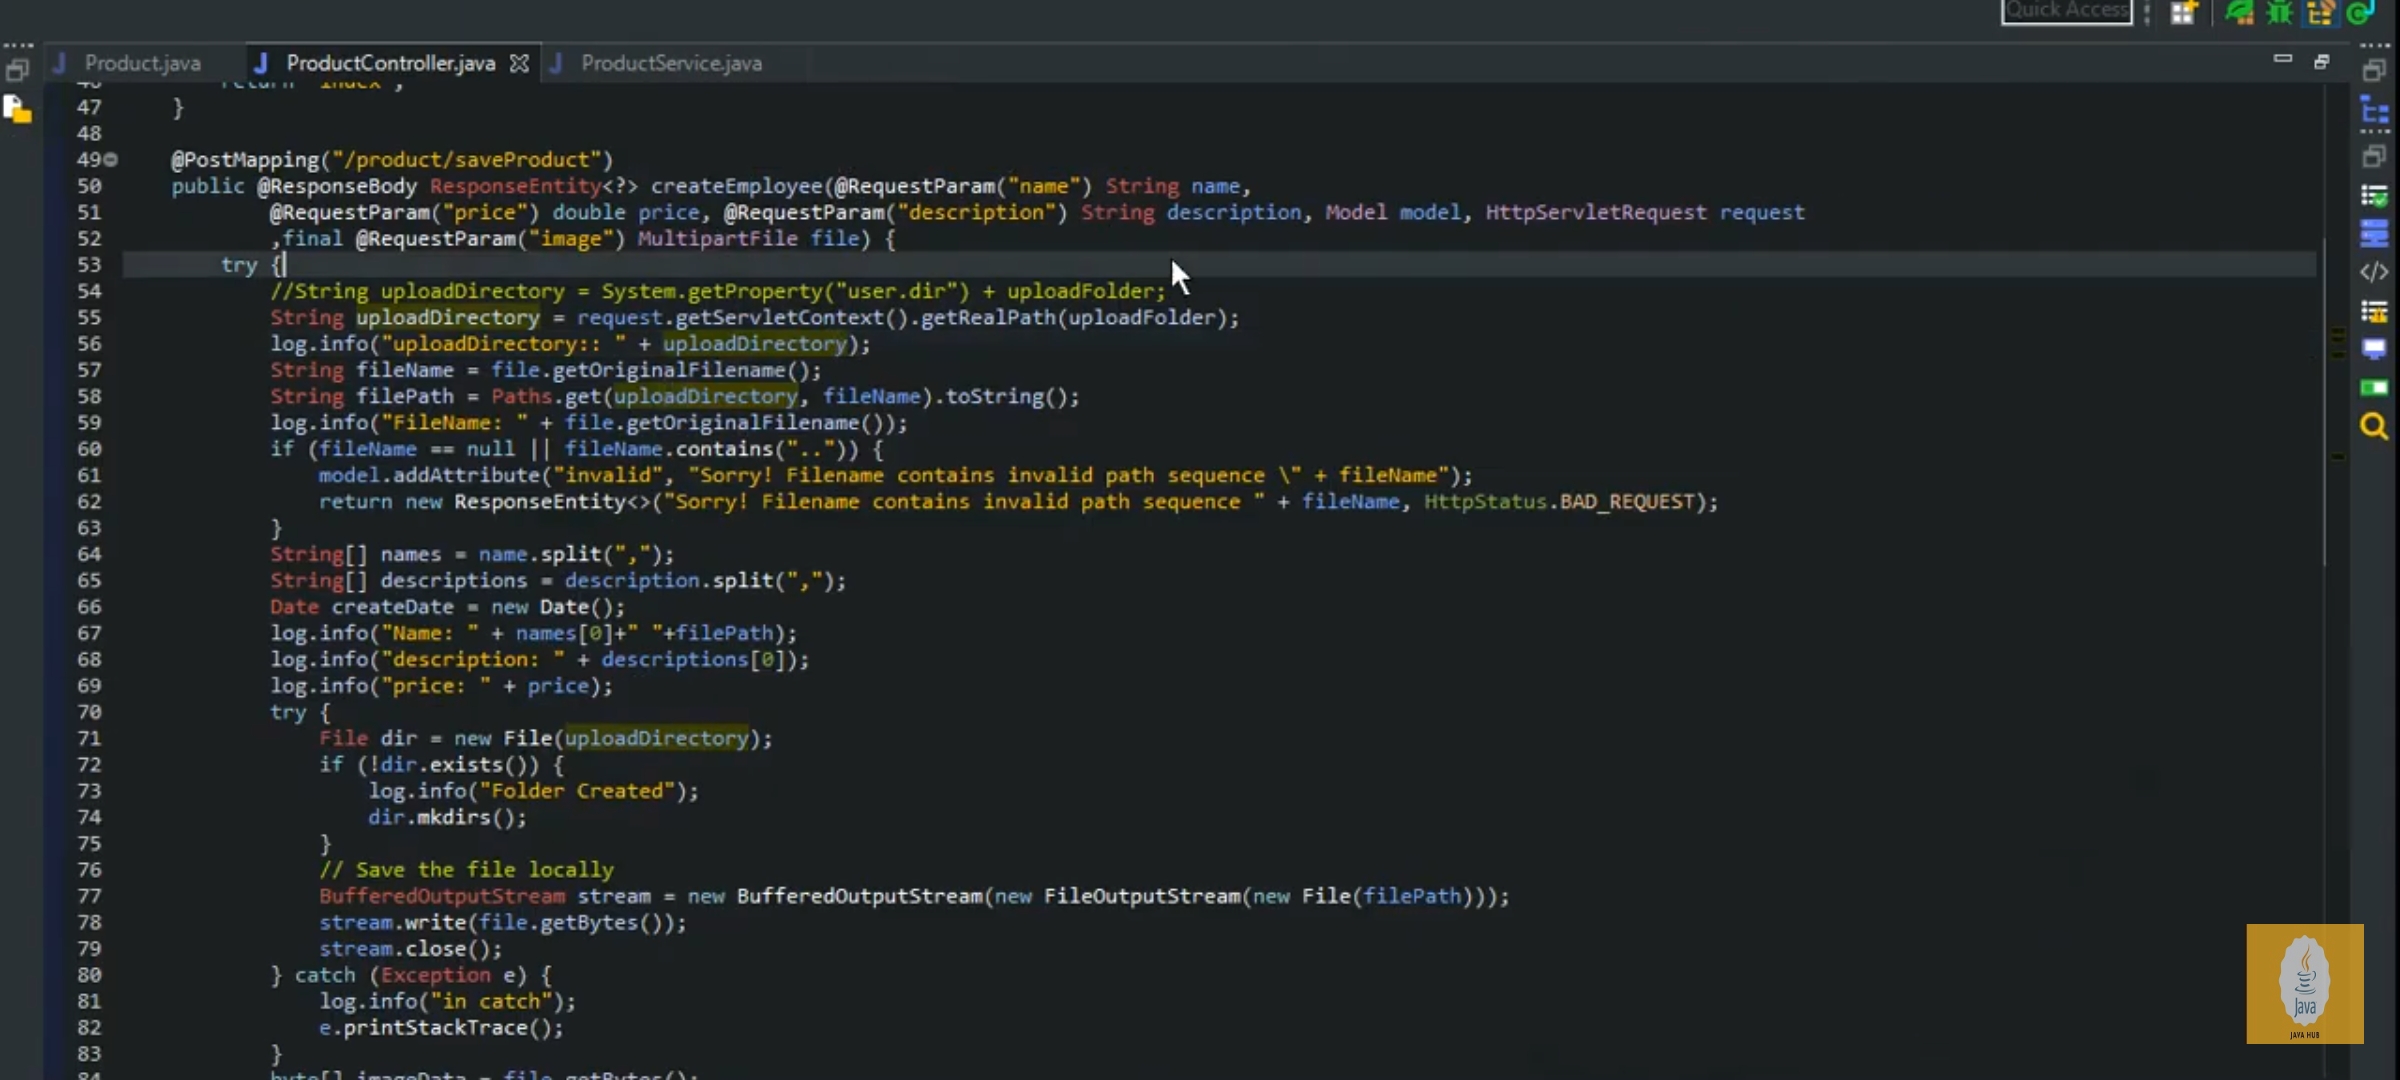 Quick Access
Product.java
ProductController.java
ProductService.java
46 return "index";
47 }
48
49 @PostMapping("/product/saveProduct")
50 public @ResponseBody ResponseEntity<?> createEmployee(@RequestParam("name") String name,
51 @RequestParam("price") double price, @RequestParam("description") String description, Model model, HttpServletRequest request
52 ,final @RequestParam("image") MultipartFile file) {
53 try {
54 //String uploadDirectory = System.getProperty("user.dir") + uploadFolder;
55 String uploadDirectory = request.getServletContext().getRealPath(uploadFolder);
56 log.info("uploadDirectory:: " + uploadDirectory);
57 String fileName = file.getOriginalFilename();
58 String filePath = Paths.get(uploadDirectory, fileName).toString();
59 log.info("FileName: " + file.getOriginalFilename());
60 if (fileName == null || fileName.contains("..")) {
61 model.addAttribute("invalid", "Sorry! Filename contains invalid path sequence \" + fileName");
62 return new ResponseEntity<>("Sorry! Filename contains invalid path sequence " + fileName, HttpStatus.BAD_REQUEST);
63 }
64 String[] names = name.split(",");
65 String[] descriptions = description.split(",");
66 Date createDate = new Date();
67 log.info("Name: " + names[0]+" "+filePath);
68 log.info("description: " + descriptions[0]);
69 log.info("price: " + price);
70 try {
71 File dir = new File(uploadDirectory);
72 if (!dir.exists()) {
73 log.info("Folder Created");
74 dir.mkdirs();
75 }
76 // Save the file locally
77 BufferedOutputStream stream = new BufferedOutputStream(new FileOutputStream(new File(filePath)));
78 stream.write(file.getBytes());
79 stream.close();
80 } catch (Exception e) {
81 log.info("in catch");
82 e.printStackTrace();
83 }
84 byte[] imageData = file.getBytes();
Java
JAVA HUB